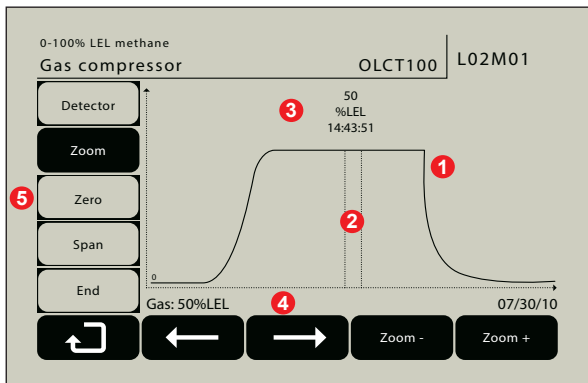 0-100% LEL methane
Gas compressor
OLCT100
L02M01
Detector
Zoom
Zero
Span
End
5
3
50
%LEL
14:43:51
1
2
0
Gas: 50%LEL
4
07/30/10
Zoom -
Zoom +